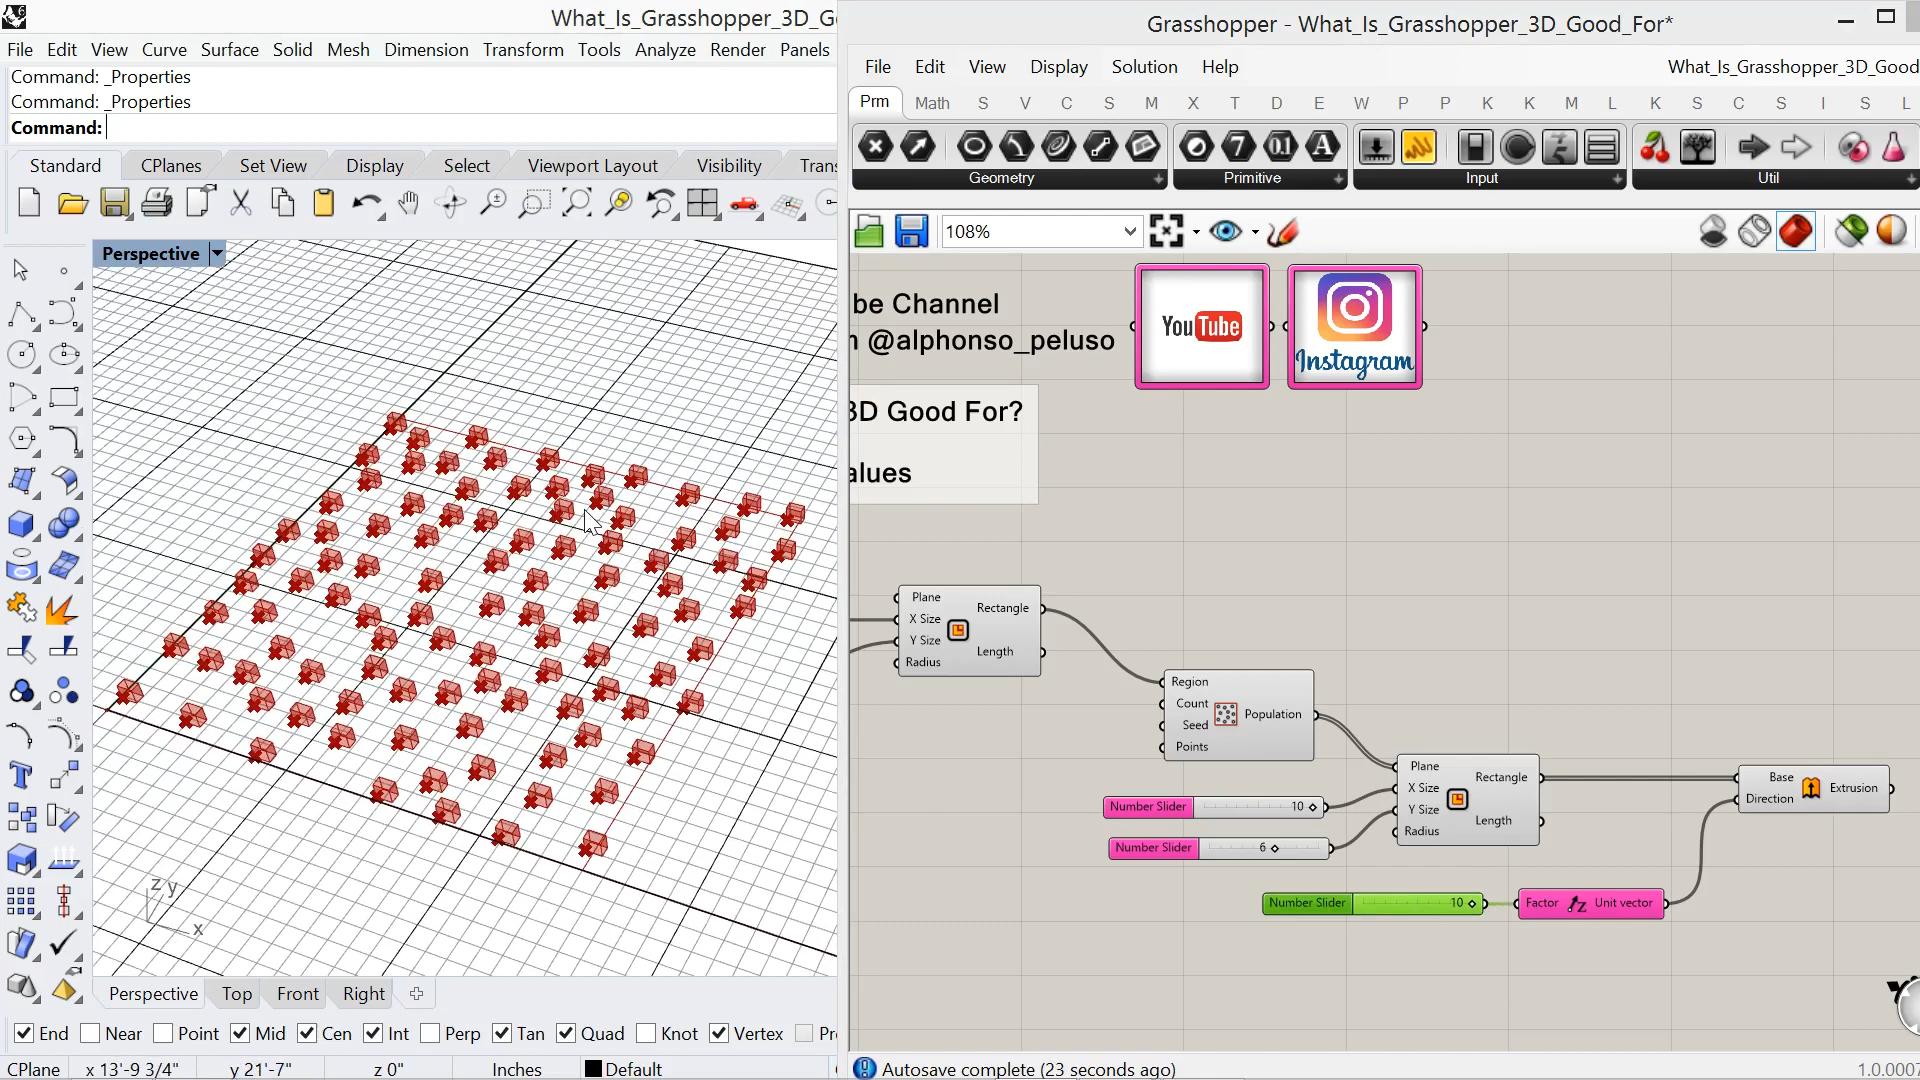 What_Is_Grasshopper_3D_G
File Edit View Curve Surface Solid Mesh Dimension Transform Tools Analyze Render Panels
Command: _Properties
Command: _Properties
Command:
Standard CPlanes Set View Display Select Viewport Layout Visibility Trans
Perspective
z y
x
Perspective Top Front Right
End Near Point Mid Cen Int Perp Tan Quad Knot Vertex Pr
CPlane x 13'-9 3/4" y 21'-7" z 0" Inches Default
Grasshopper - What_Is_Grasshopper_3D_Good_For*
File Edit View Display Solution Help What_Is_Grasshopper_3D_Good
Prm Math S V C S M X T D E W P P K K M L K S C S I S L
Geometry Primitive Input Util
108%
be Channel
@alphonso_peluso
YouTube
Instagram
3D Good For?
alues
Plane
X Size
Y Size
Radius
Rectangle
Length
Region
Count
Seed
Points
Population
Number Slider 10
Number Slider 6
Plane
X Size
Y Size
Radius
Rectangle
Length
Base
Direction
Extrusion
Number Slider 10
Factor Unit vector
Autosave complete (23 seconds ago)
1.0.0007